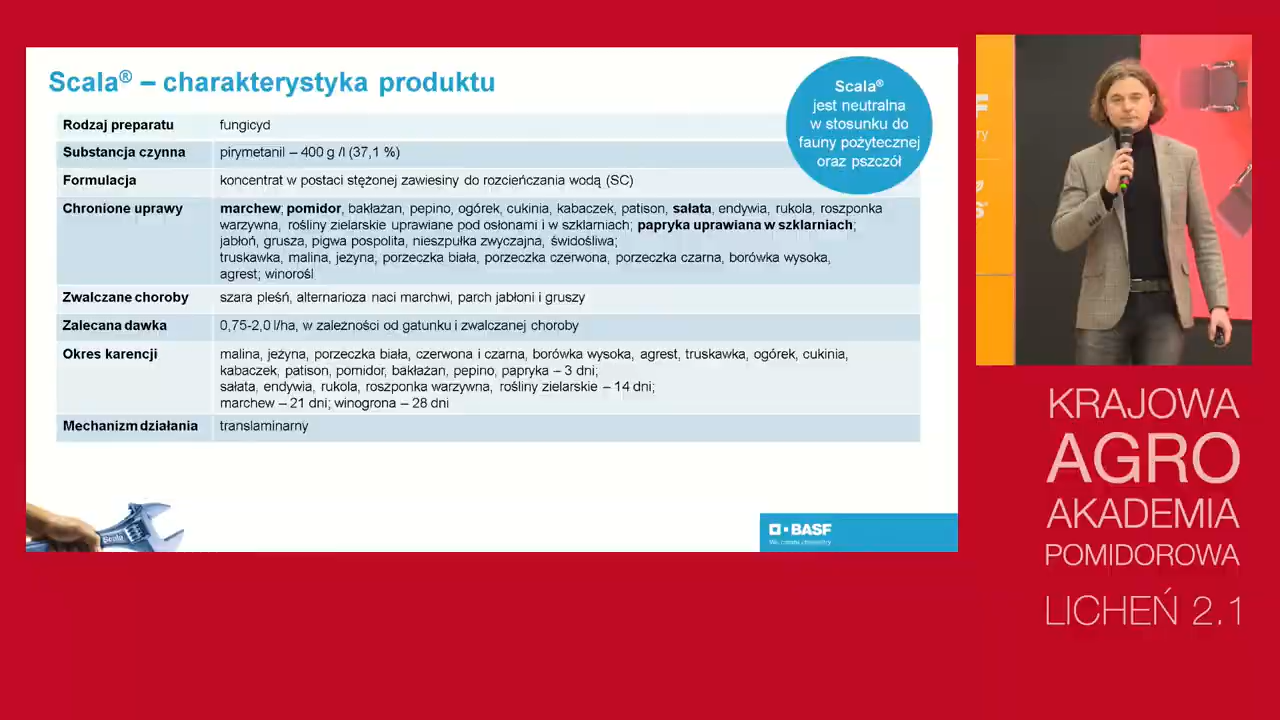 Scala® – charakterystyka produktu
Scala®
jest neutralna
w stosunku do
fauny pożytecznej
oraz pszczół
Rodzaj preparatu fungicyd
Substancja czynna pirymetanil – 400 g /l (37,1 %)
Formulacja koncentrat w postaci stężonej zawiesiny do rozcieńczania wodą (SC)
Chronione uprawy marchew; pomidor, bakłażan, pepino, ogórek, cukinia, kabaczek, patison, sałata, endywia, rukola, roszponka
warzywna, rośliny zielarskie uprawiane pod osłonami i w szklarniach; papryka uprawiana w szklarniach;
jabłoń, grusza, pigwa pospolita, nieszpułka zwyczajna, świdośliwa;
truskawka, malina, jeżyna, porzeczka biała, porzeczka czerwona, porzeczka czarna, borówka wysoka,
agrest; winorośl
Zwalczane choroby szara pleśń, alternarioza naci marchwi, parch jabłoni i gruszy
Zalecana dawka 0,75-2,0 l/ha, w zależności od gatunku i zwalczanej choroby
Okres karencji malina, jeżyna, porzeczka biała, czerwona i czarna, borówka wysoka, agrest, truskawka, ogórek, cukinia,
kabaczek, patison, pomidor, bakłażan, pepino, papryka – 3 dni;
sałata, endywia, rukola, roszponka warzywna, rośliny zielarskie – 14 dni;
marchew – 21 dni; winogrona – 28 dni
Mechanizm działania translaminarny
Scala
BASF
We create chemistry
KRAJOWA
AGRO
AKADEMIA
POMIDOROWA
LICHEŃ 2.1